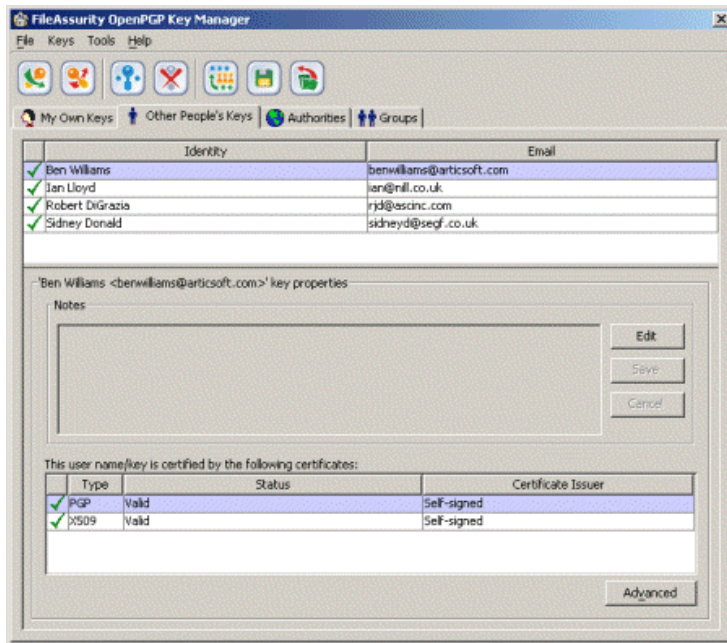 FileAssurity OpenPGP Key Manager
File Keys Tools Help
My Own Keys Other People's Keys Authorities Groups
Identity Email
Ben Williams benwilliams@articsoft.com
Ian Lloyd ian@nill.co.uk
Robert DiGrazia rjd@ascinc.com
Sidney Donald sidneyd@segf.co.uk
'Ben Williams <benwilliams@articsoft.com>' key properties
Notes
Edit
Save
Cancel
This user name/key is certified by the following certificates:
Type Status Certificate Issuer
PGP Valid Self-signed
X509 Valid Self-signed
Advanced